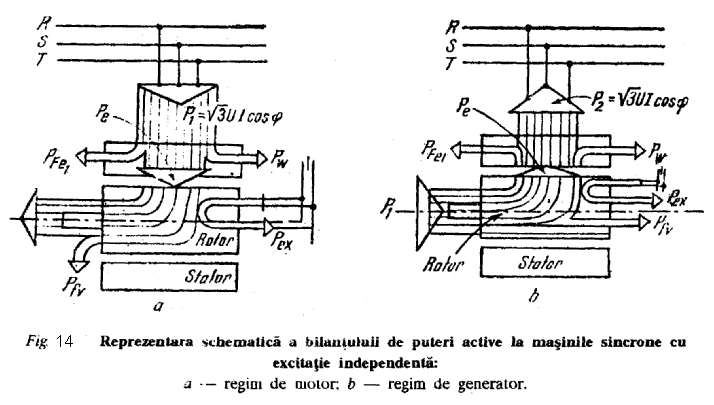 R
S
T
Pe
P1=√3UI cosφ
PFe1
Pw
Rotor
Pex
Pfv
Stator
a
R
S
T
Pe
P2=√3UI cosφ
PFe1
Pw
P1
Pex
Pfv
Rotor
Stator
b
Fig. 14 Reprezentara schematică a bilanţului de puteri active la maşinile sincrone cu
excitaţie independentă:
a — regim de motor; b — regim de generator.